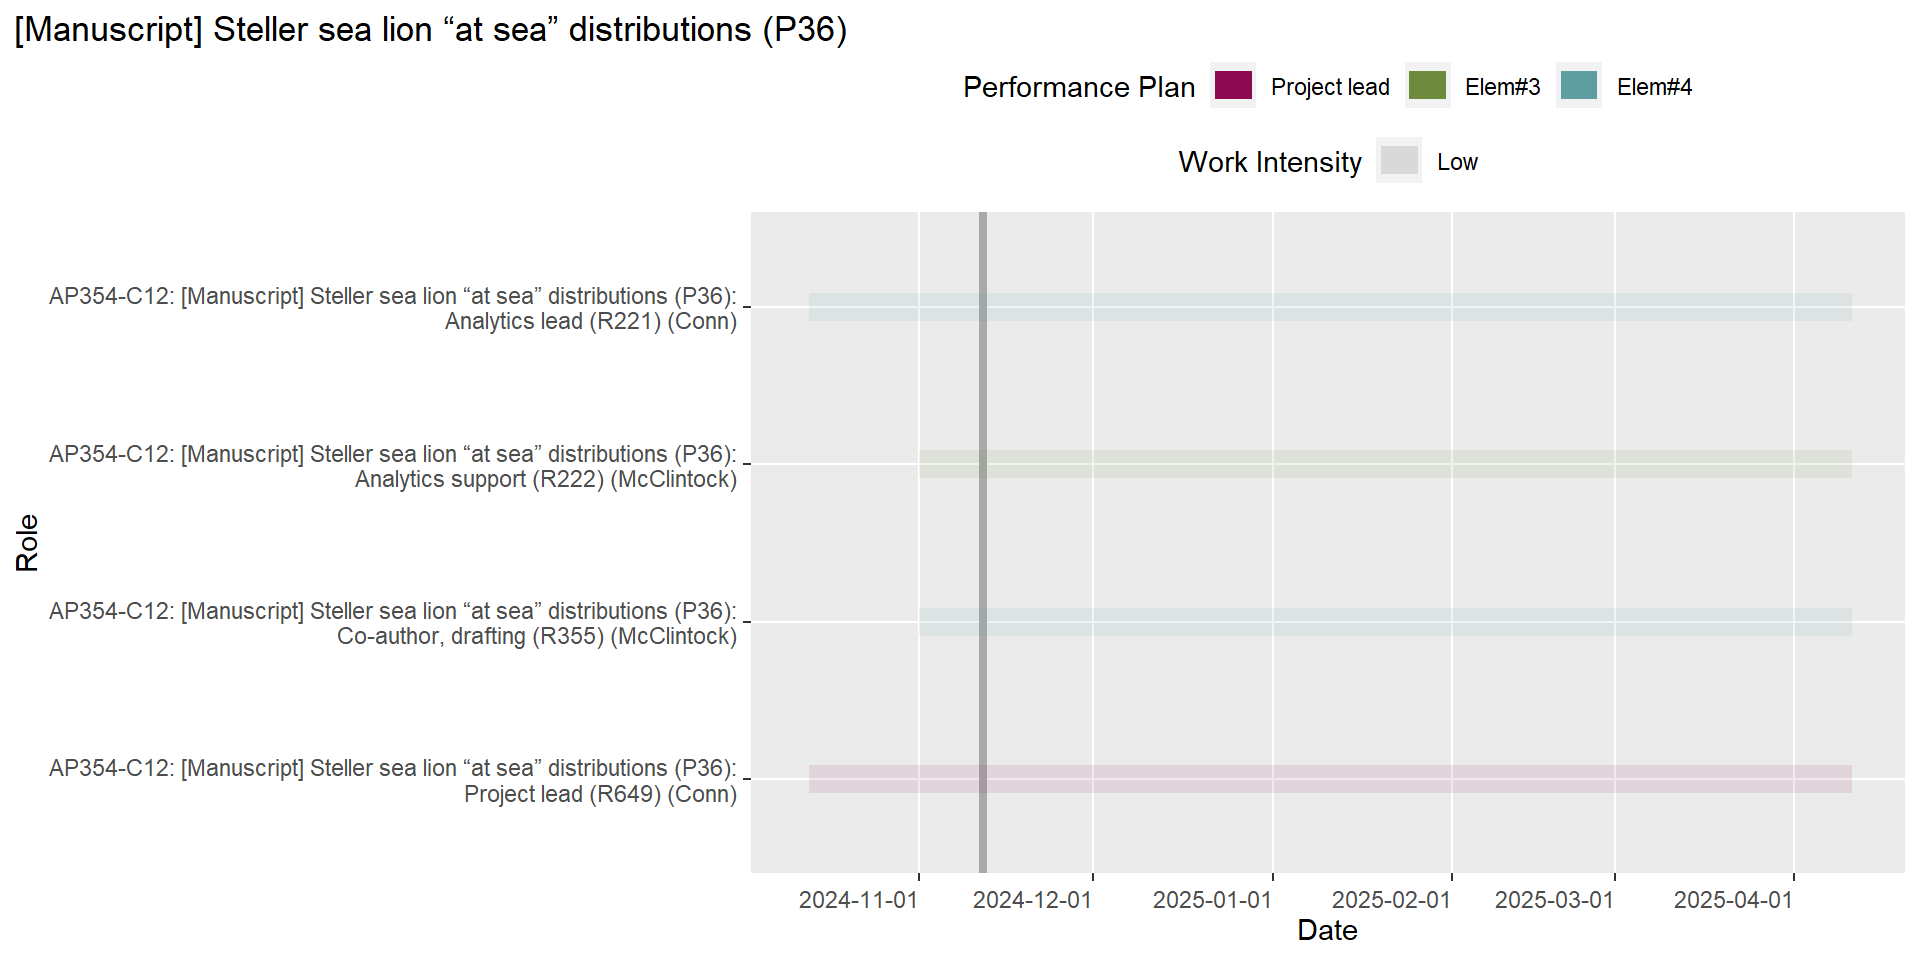 [Manuscript] Steller sea lion “at sea” distributions (P36)
Performance Plan Project lead Elem#3 Elem#4
Work Intensity Low
AP354-C12: [Manuscript] Steller sea lion “at sea” distributions (P36):
Analytics lead (R221) (Conn)
AP354-C12: [Manuscript] Steller sea lion “at sea” distributions (P36):
Analytics support (R222) (McClintock)
AP354-C12: [Manuscript] Steller sea lion “at sea” distributions (P36):
Co-author, drafting (R355) (McClintock)
AP354-C12: [Manuscript] Steller sea lion “at sea” distributions (P36):
Project lead (R649) (Conn)
Role
2024-11-01 2024-12-01 2025-01-01 2025-02-01 2025-03-01 2025-04-01
Date